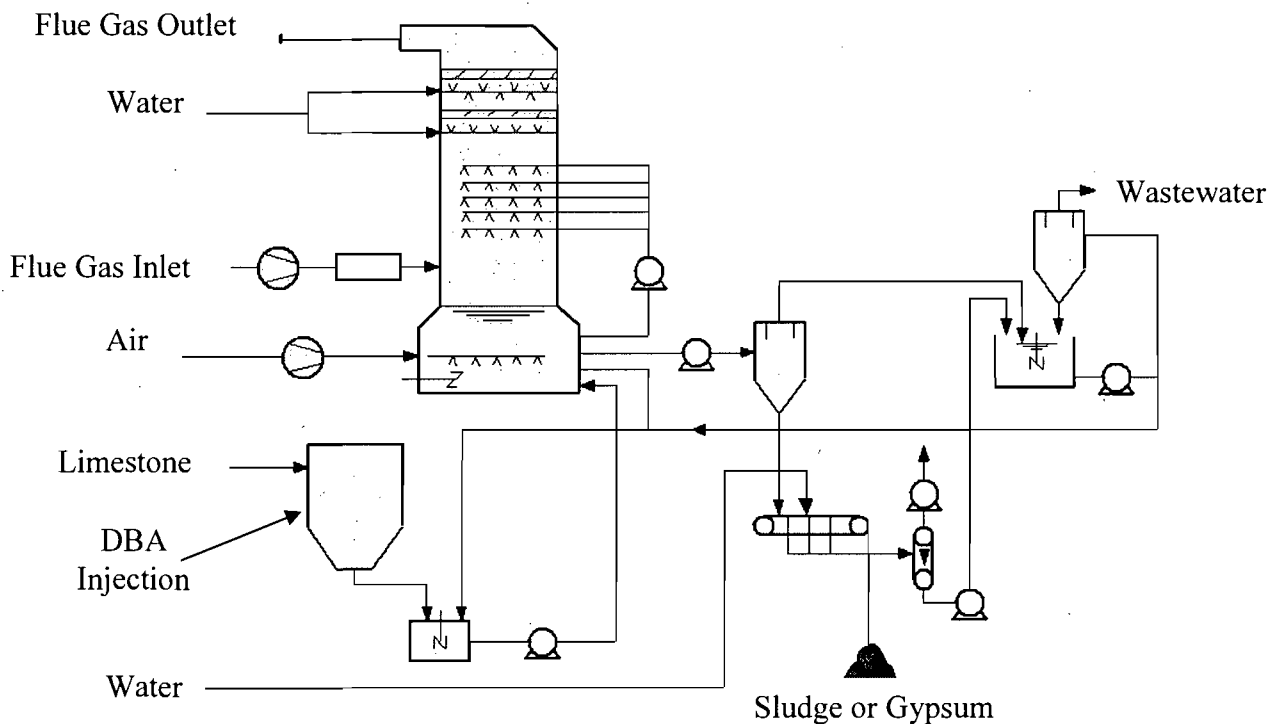 Flue Gas Outlet
Water
Wastewater
Flue Gas Inlet
Air
Limestone
DBA
Injection
Water
Sludge or Gypsum